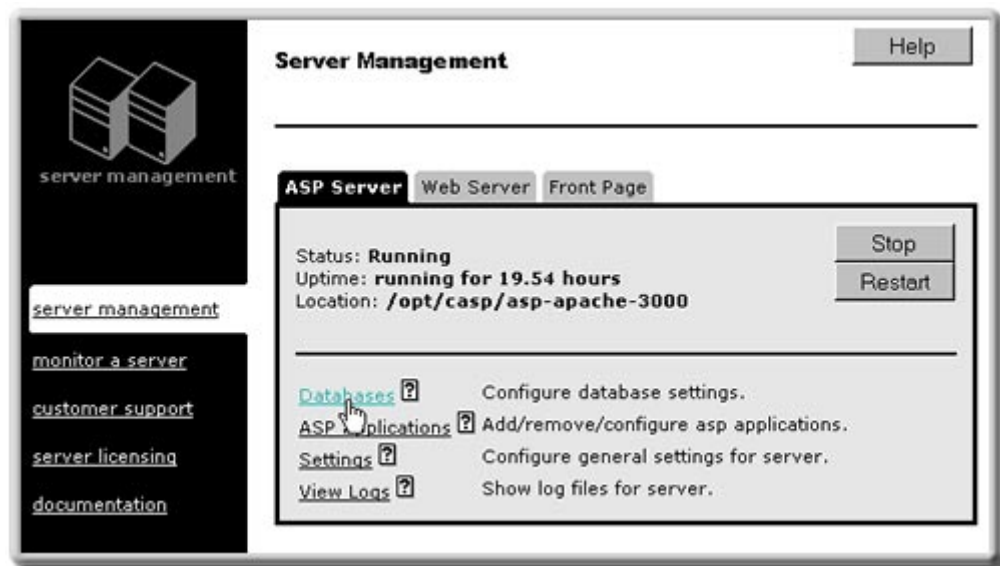 Server Management
Help
server management
ASP Server
Web Server
Front Page
Status: Running
Uptime: running for 19.54 hours
Location: /opt/casp/asp-apache-3000
Stop
Restart
server management
monitor a server
customer support
server licensing
documentation
Databases ? Configure database settings.
ASP Applications ? Add/remove/configure asp applications.
Settings ? Configure general settings for server.
View Logs ? Show log files for server.